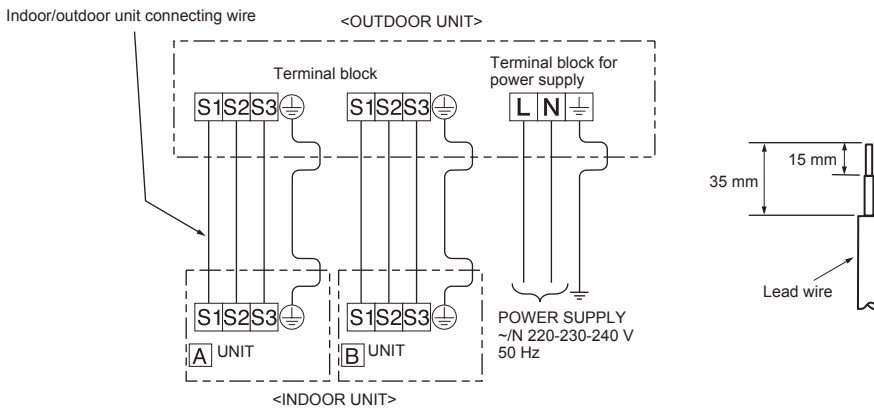 Indoor/outdoor unit connecting wire
<OUTDOOR UNIT>
Terminal block
Terminal block for
power supply
S1 S2 S3
S1 S2 S3
L N
15 mm
35 mm
Lead wire
S1 S2 S3
S1 S2 S3
A UNIT
B UNIT
POWER SUPPLY
~/N 220-230-240 V
50 Hz
<INDOOR UNIT>